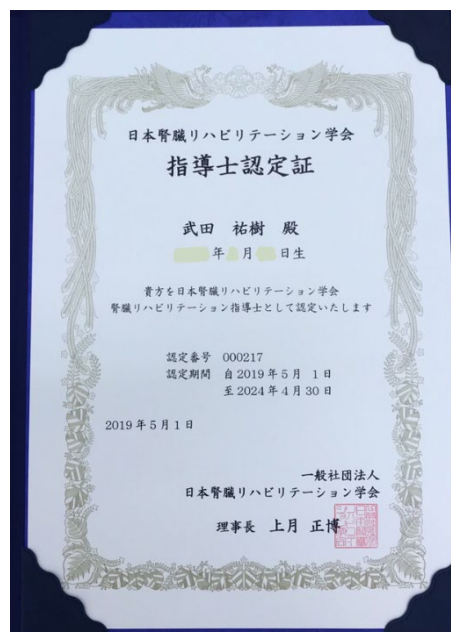 日本腎臓リハビリテーション学会
指導士認定証
武田 祐樹 殿
年 月 日生
貴方を日本腎臓リハビリテーション学会
腎臓リハビリテーション指導士として認定いたします
認定番号 000217
認定期間 自2019年5月 1日
至2024年4月30日
2019年5月1日
一般社団法人
日本腎臓リハビリテーション学会
理事長 上月 正博